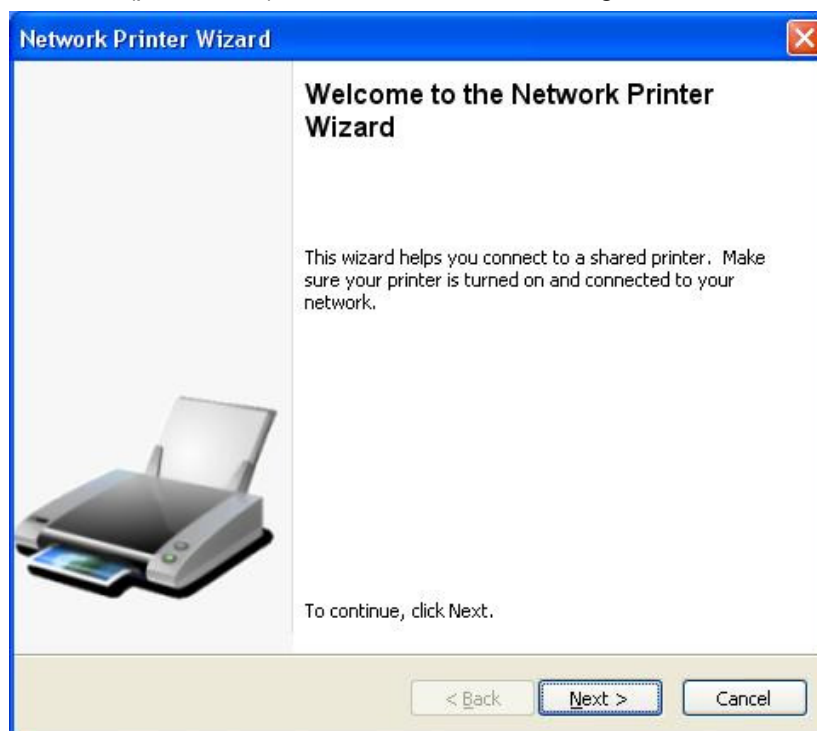 Network Printer Wizard
Welcome to the Network Printer
Wizard
This wizard helps you connect to a shared printer. Make
sure your printer is turned on and connected to your
network.
To continue, click Next.
< Back
Next >
Cancel